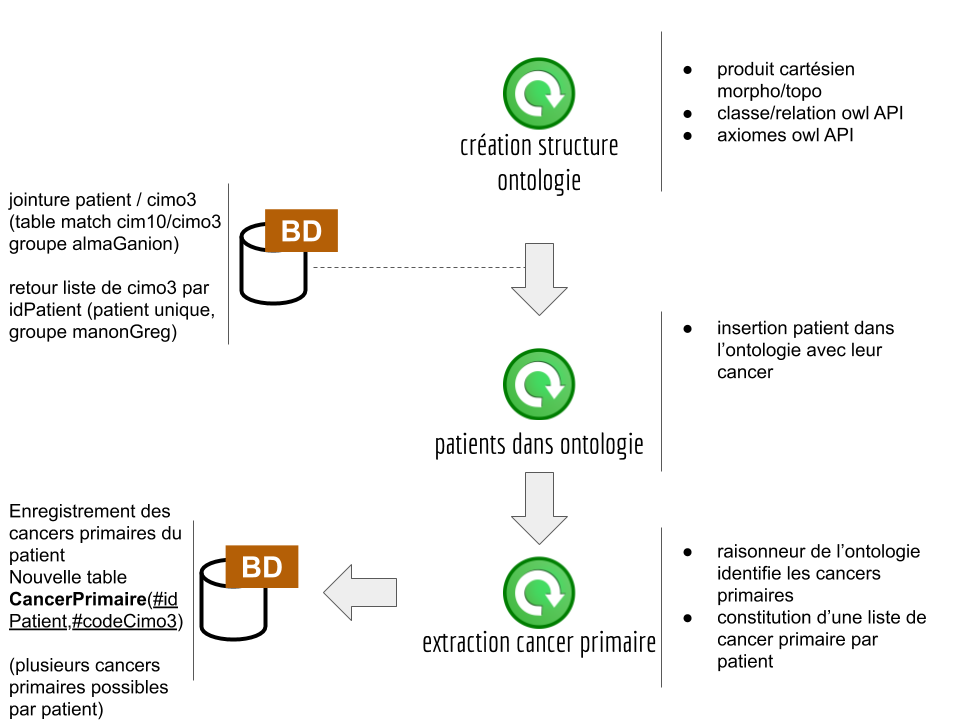 ● produit cartésien
morpho/topo
● classe/relation owl API
● axiomes owl API
création structure
ontologie
jointure patient / cimo3
(table match cim10/cimo3
groupe almaGanion)
retour liste de cimo3 par
idPatient (patient unique,
groupe manonGreg)
BD
● insertion patient dans
l’ontologie avec leur
cancer
patients dans ontologie
Enregistrement des
cancers primaires du
patient
Nouvelle table
CancerPrimaire(#id
Patient,#codeCimo3)
(plusieurs cancers
primaires possibles
par patient)
BD
● raisonneur de l’ontologie
identifie les cancers
primaires
● constitution d’une liste de
cancer primaire par
patient
extraction cancer primaire